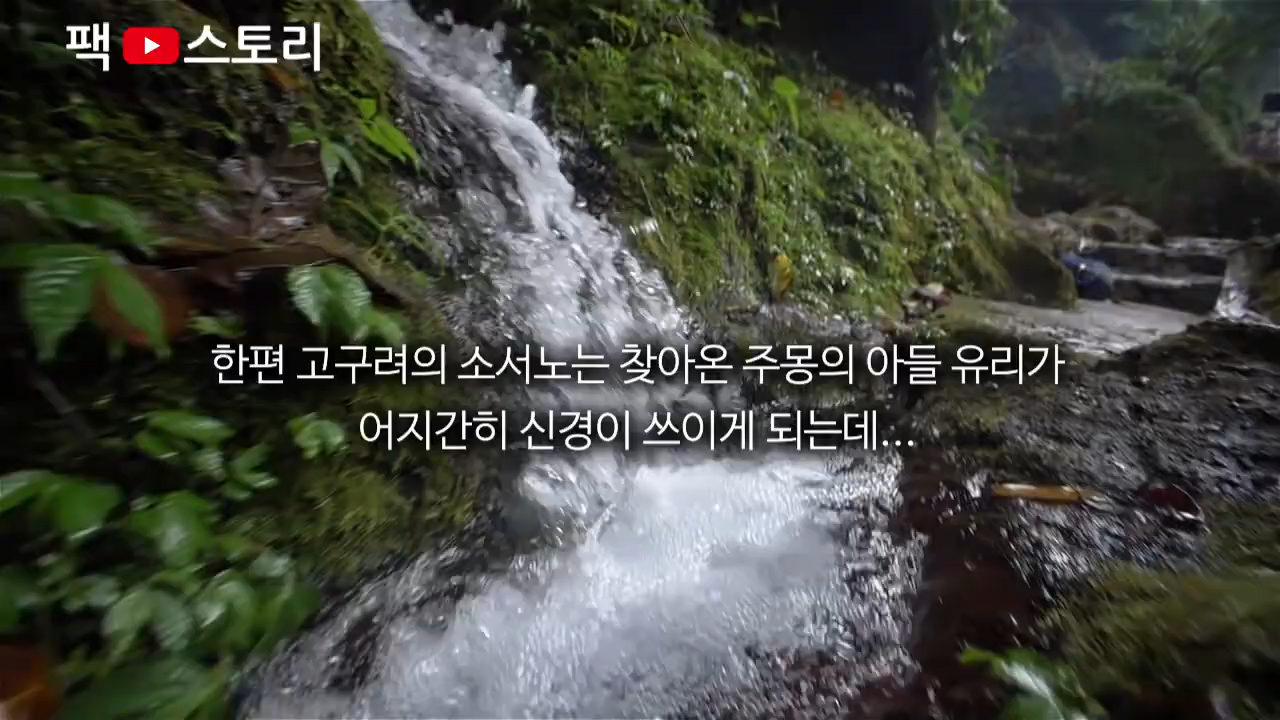 팩 스토리
한편 고구려의 소서노는 찾아온 주몽의 아들 유리가
어지간히 신경이 쓰이게 되는데...